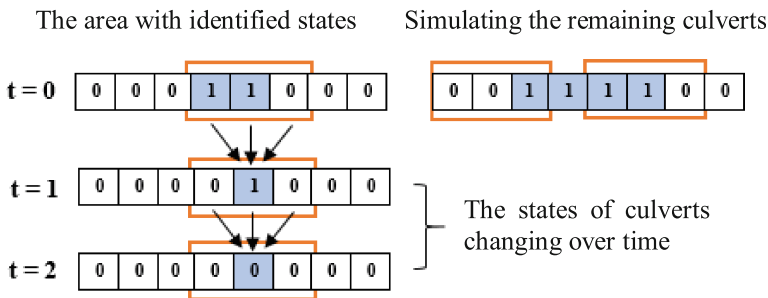 The area with identified states
Simulating the remaining culverts
t = 0 0 0 0 1 1 0 0 0
0 0 1 1 1 1 0 0
t = 1 0 0 0 0 1 0 0 0
The states of culverts
changing over time
t = 2 0 0 0 0 0 0 0 0